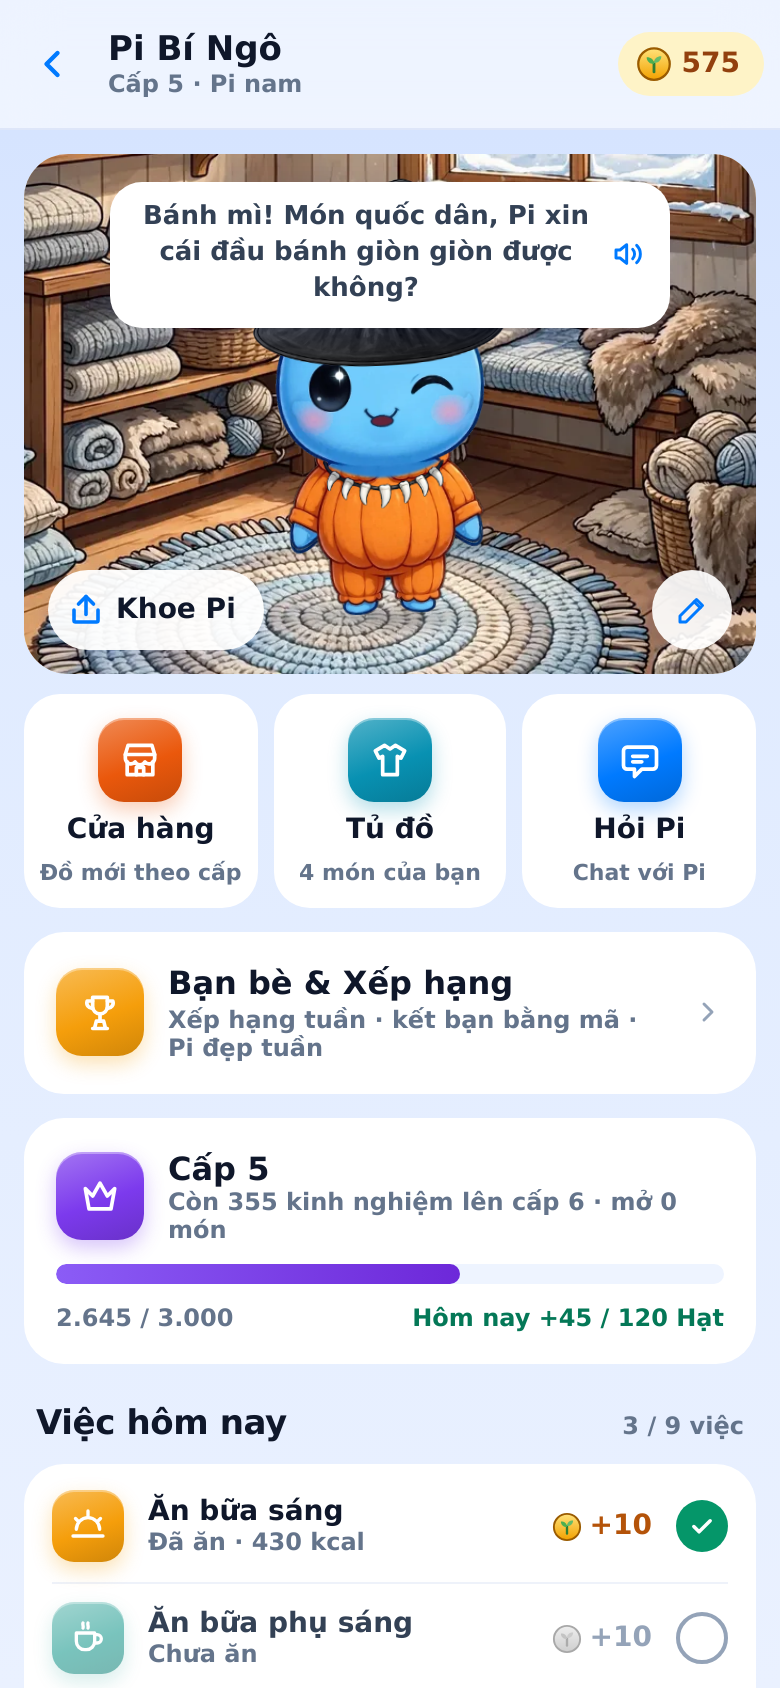 Pi Bí Ngô
Cấp 5 · Pi nam
575
Bánh mì! Món quốc dân, Pi xin
cái đầu bánh giòn giòn được
không?
Khoe Pi
Cửa hàng
Đồ mới theo cấp
Tủ đồ
4 món của bạn
Hỏi Pi
Chat với Pi
Bạn bè & Xếp hạng
Xếp hạng tuần · kết bạn bằng mã ·
Pi đẹp tuần
Cấp 5
Còn 355 kinh nghiệm lên cấp 6 · mở 0
món
2.645 / 3.000
Hôm nay +45 / 120 Hạt
Việc hôm nay
3 / 9 việc
Ăn bữa sáng
Đã ăn · 430 kcal
+10
Ăn bữa phụ sáng
Chưa ăn
+10